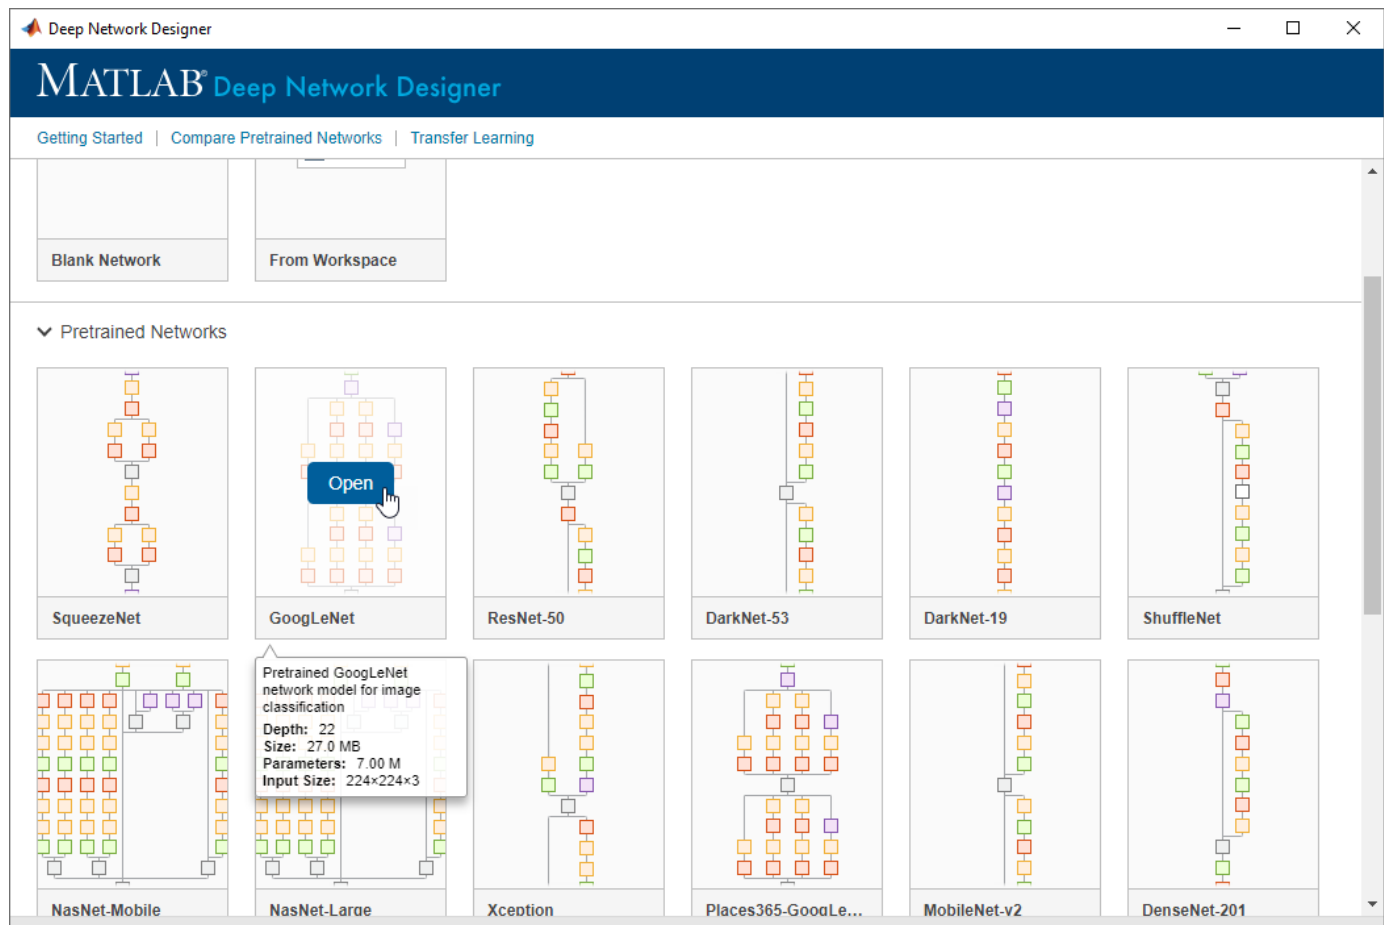 Deep Network Designer
MATLAB® Deep Network Designer
Getting Started | Compare Pretrained Networks | Transfer Learning
Blank Network
From Workspace
Pretrained Networks
Open
SqueezeNet
GoogLeNet
ResNet-50
DarkNet-53
DarkNet-19
ShuffleNet
Pretrained GoogLeNet
network model for image
classification
Depth: 22
Size: 27.0 MB
Parameters: 7.00 M
Input Size: 224×224×3
NasNet-Mobile
NasNet-Large
Xception
Places365-GoogLe...
MobileNet-v2
DenseNet-201